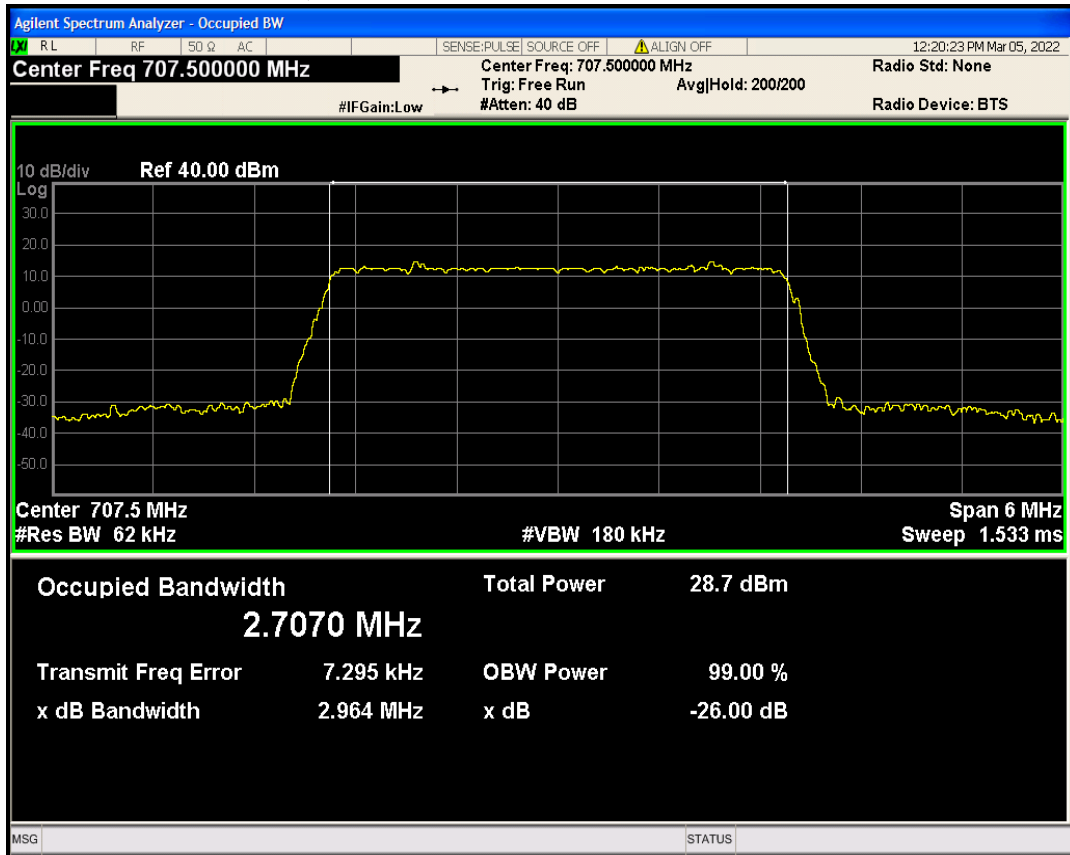 Agilent Spectrum Analyzer - Occupied BW
LXI RL RF 50 Ω AC SENSE:PULSE SOURCE OFF ALIGN OFF 12:20:23 PM Mar 05, 2022
Center Freq 707.500000 MHz Center Freq: 707.500000 MHz Radio Std: None
Trig: Free Run Avg|Hold: 200/200
#IFGain:Low #Atten: 40 dB Radio Device: BTS
10 dB/div Ref 40.00 dBm
Log
30.0
20.0
10.0
0.00
-10.0
-20.0
-30.0
-40.0
-50.0
Center 707.5 MHz Span 6 MHz
#Res BW 62 kHz #VBW 180 kHz Sweep 1.533 ms
Occupied Bandwidth Total Power 28.7 dBm
2.7070 MHz
Transmit Freq Error 7.295 kHz OBW Power 99.00 %
x dB Bandwidth 2.964 MHz x dB -26.00 dB
MSG STATUS